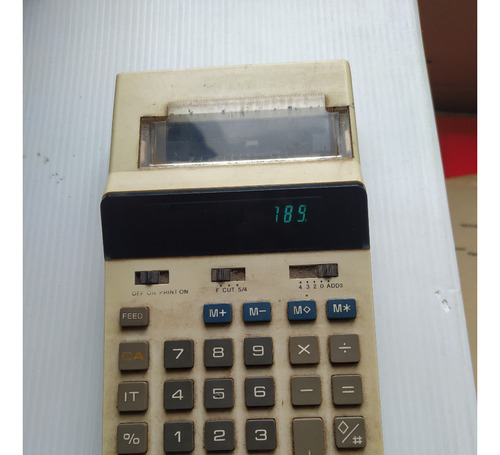 789.
OFF ON PRINT ON F CUT 5/4 4 3 2 0 ADD2
FEED M+ M− M◇ M*
CA 7 8 9 × ÷
IT 4 5 6 − =
% 1 2 3 + ◇/#